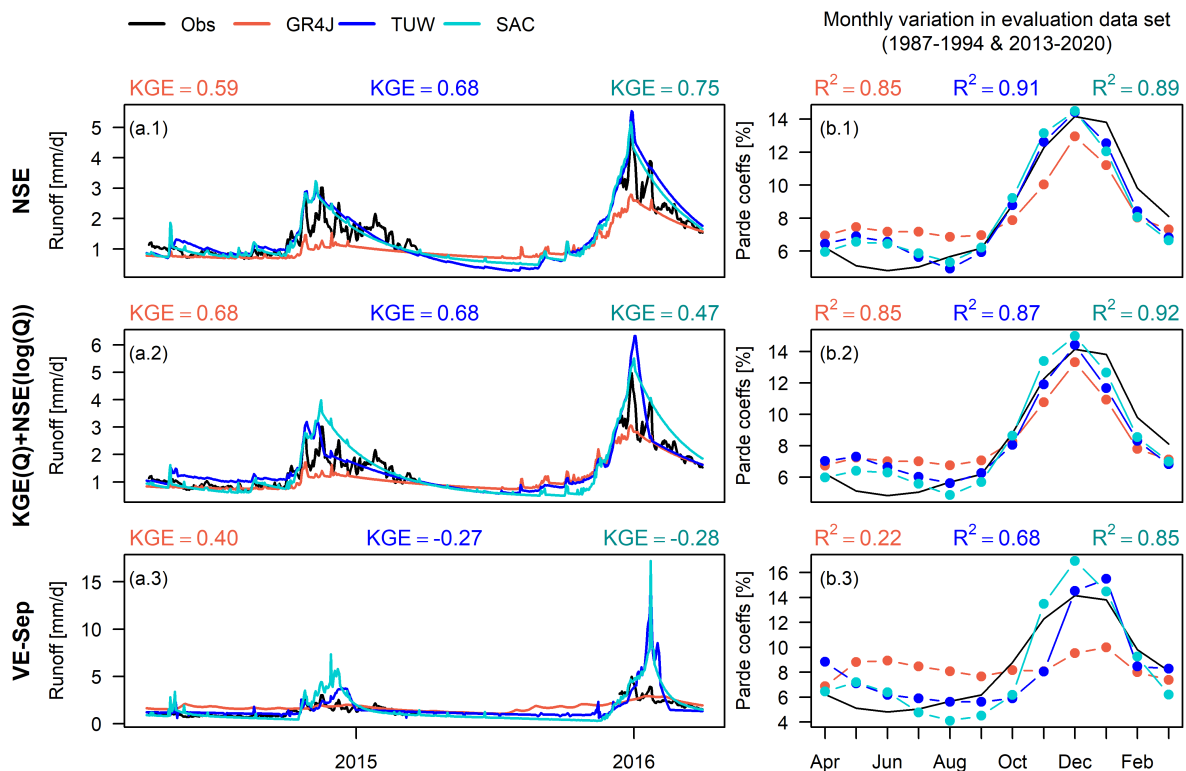 Obs GR4J TUW SAC
Monthly variation in evaluation data set
(1987-1994 & 2013-2020)
NSE
KGE = 0.59 KGE = 0.68 KGE = 0.75
(a.1)
Runoff [mm/d]
5
4
3
2
1
R² = 0.85 R² = 0.91 R² = 0.89
(b.1)
Parde coeffs [%]
14
12
10
8
6
KGE(Q)+NSE(log(Q))
KGE = 0.68 KGE = 0.68 KGE = 0.47
(a.2)
Runoff [mm/d]
6
5
4
3
2
1
R² = 0.85 R² = 0.87 R² = 0.92
(b.2)
Parde coeffs [%]
14
12
10
8
6
VE-Sep
KGE = 0.40 KGE = -0.27 KGE = -0.28
(a.3)
Runoff [mm/d]
15
10
5
0
2015 2016
R² = 0.22 R² = 0.68 R² = 0.85
(b.3)
Parde coeffs [%]
16
14
12
10
8
6
4
Apr Jun Aug Oct Dec Feb